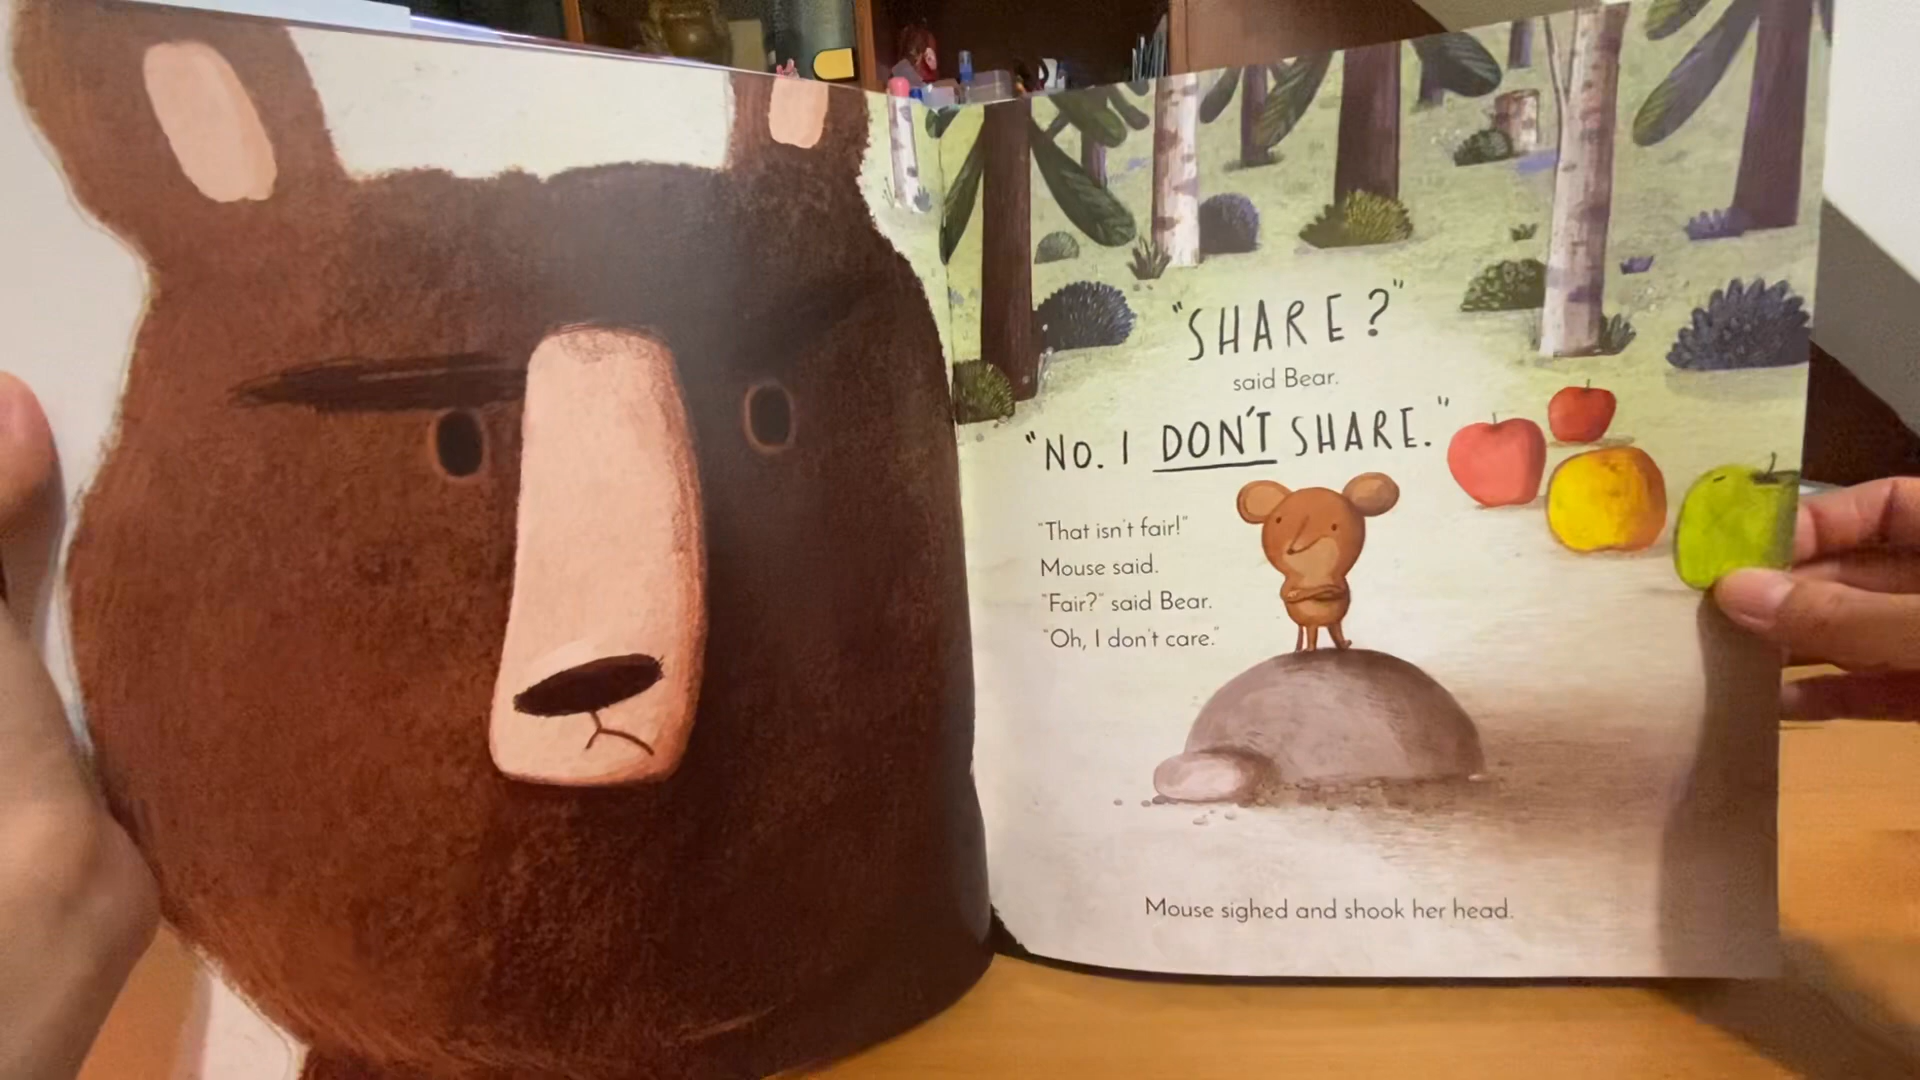 "SHARE?"
said Bear.
"NO. I DON'T SHARE."
"That isn't fair!"
Mouse said.
"Fair?" said Bear.
"Oh, I don't care."
Mouse sighed and shook her head.